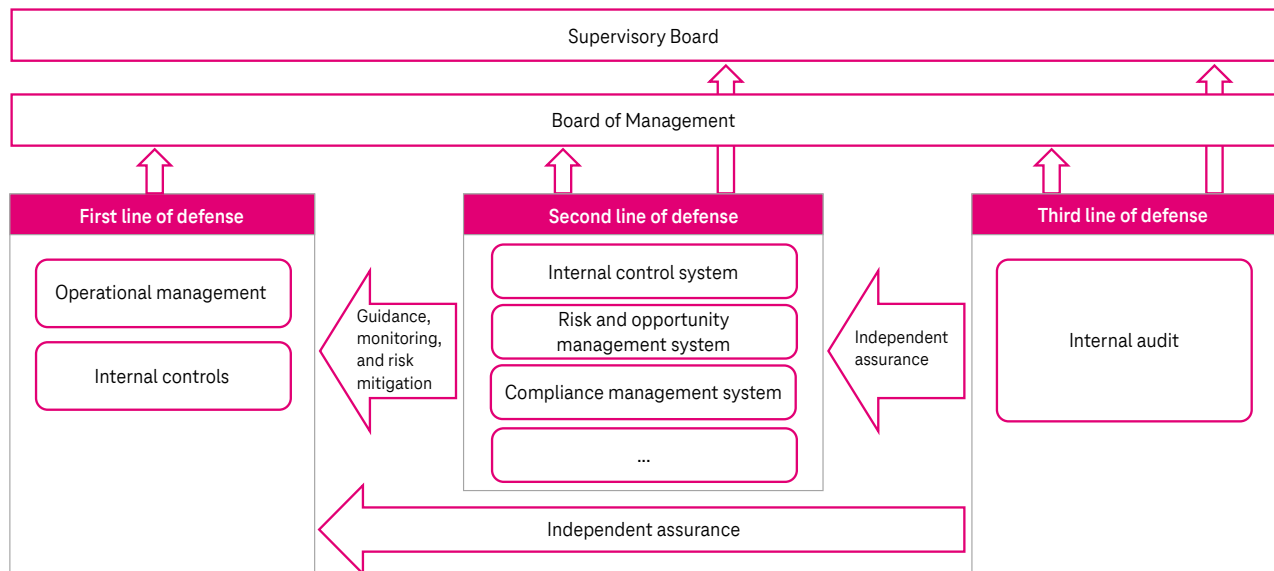 Supervisory Board
Board of Management
First line of defense
Operational management
Internal controls
Guidance,
monitoring,
and risk
mitigation
Second line of defense
Internal control system
Risk and opportunity
management system
Compliance management system
...
Independent
assurance
Third line of defense
Internal audit
Independent assurance